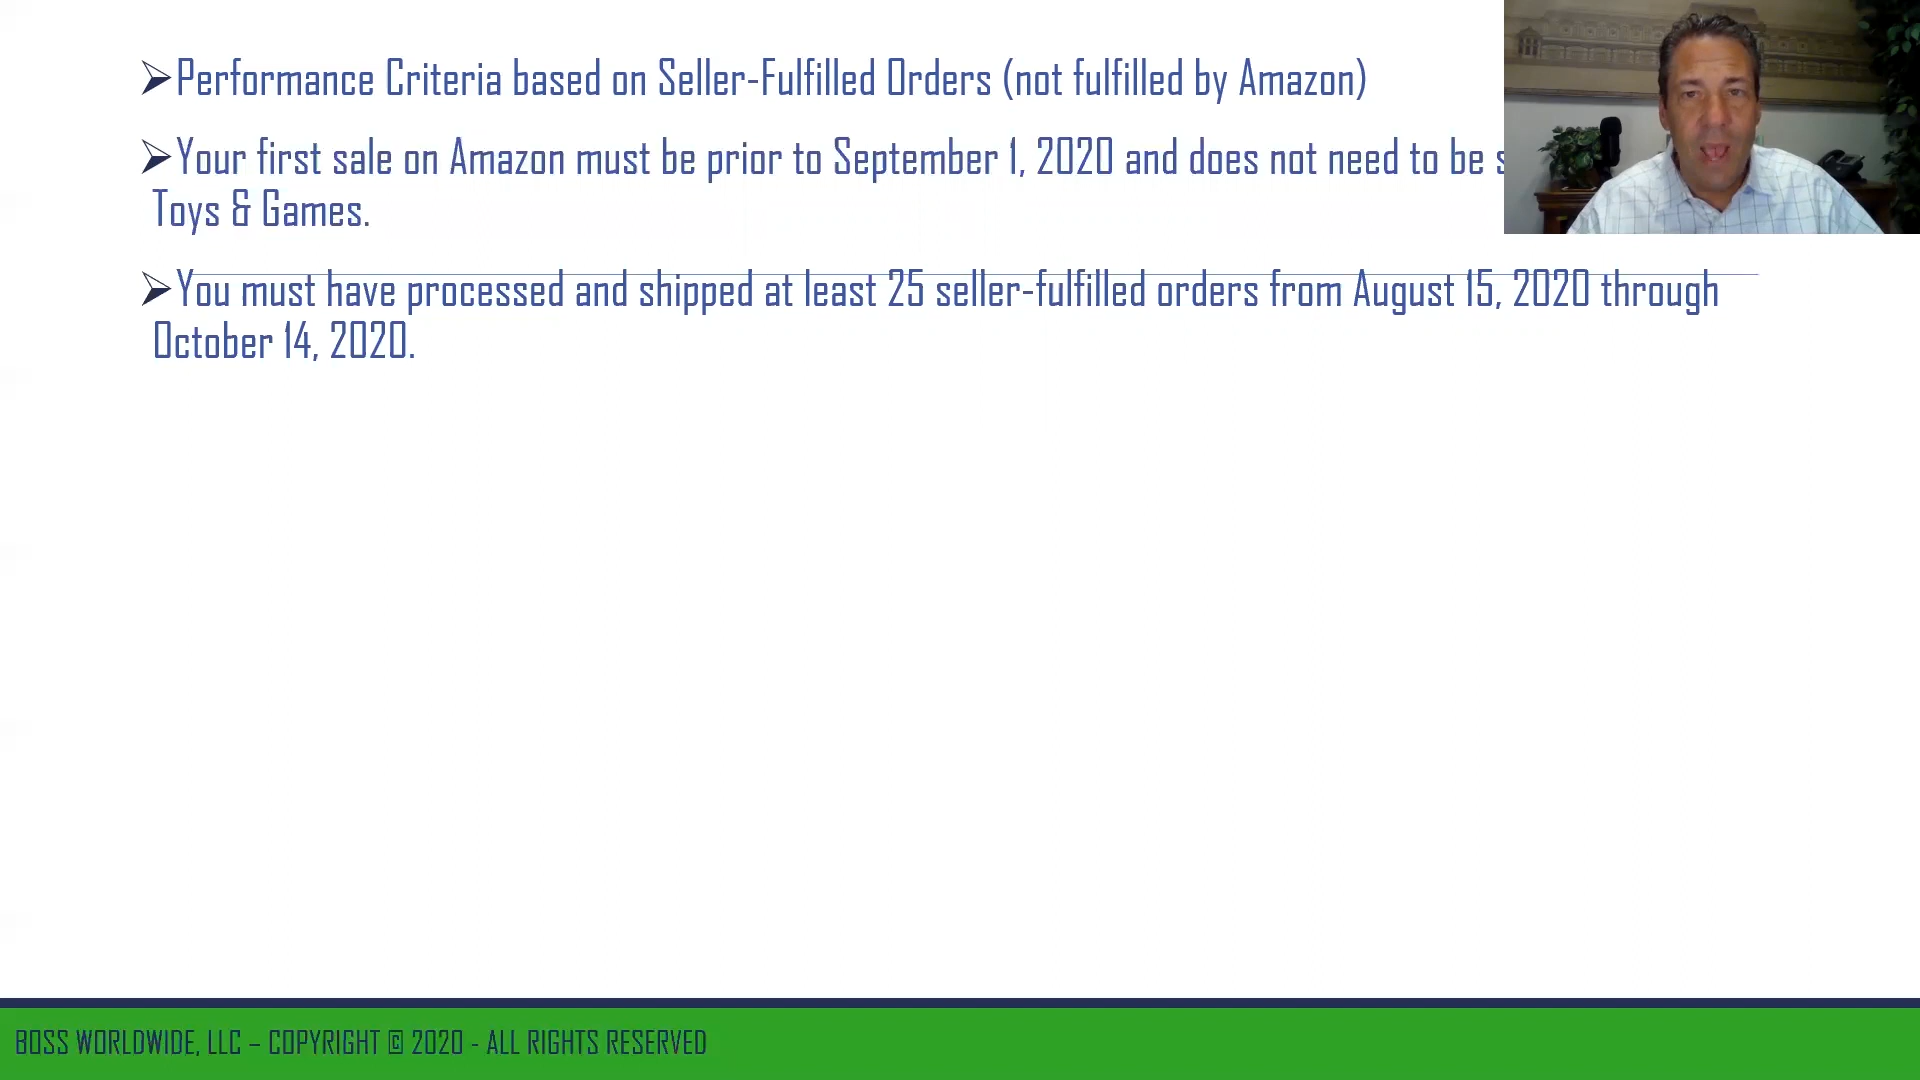 Performance Criteria based on Seller-Fulfilled Orders (not fulfilled by Amazon)
Your first sale on Amazon must be prior to September 1, 2020 and does not need to be
Toys & Games.
You must have processed and shipped at least 25 seller-fulfilled orders from August 15, 2020 through
October 14, 2020.
BOSS WORLDWIDE, LLC – COPYRIGHT © 2020 - ALL RIGHTS RESERVED